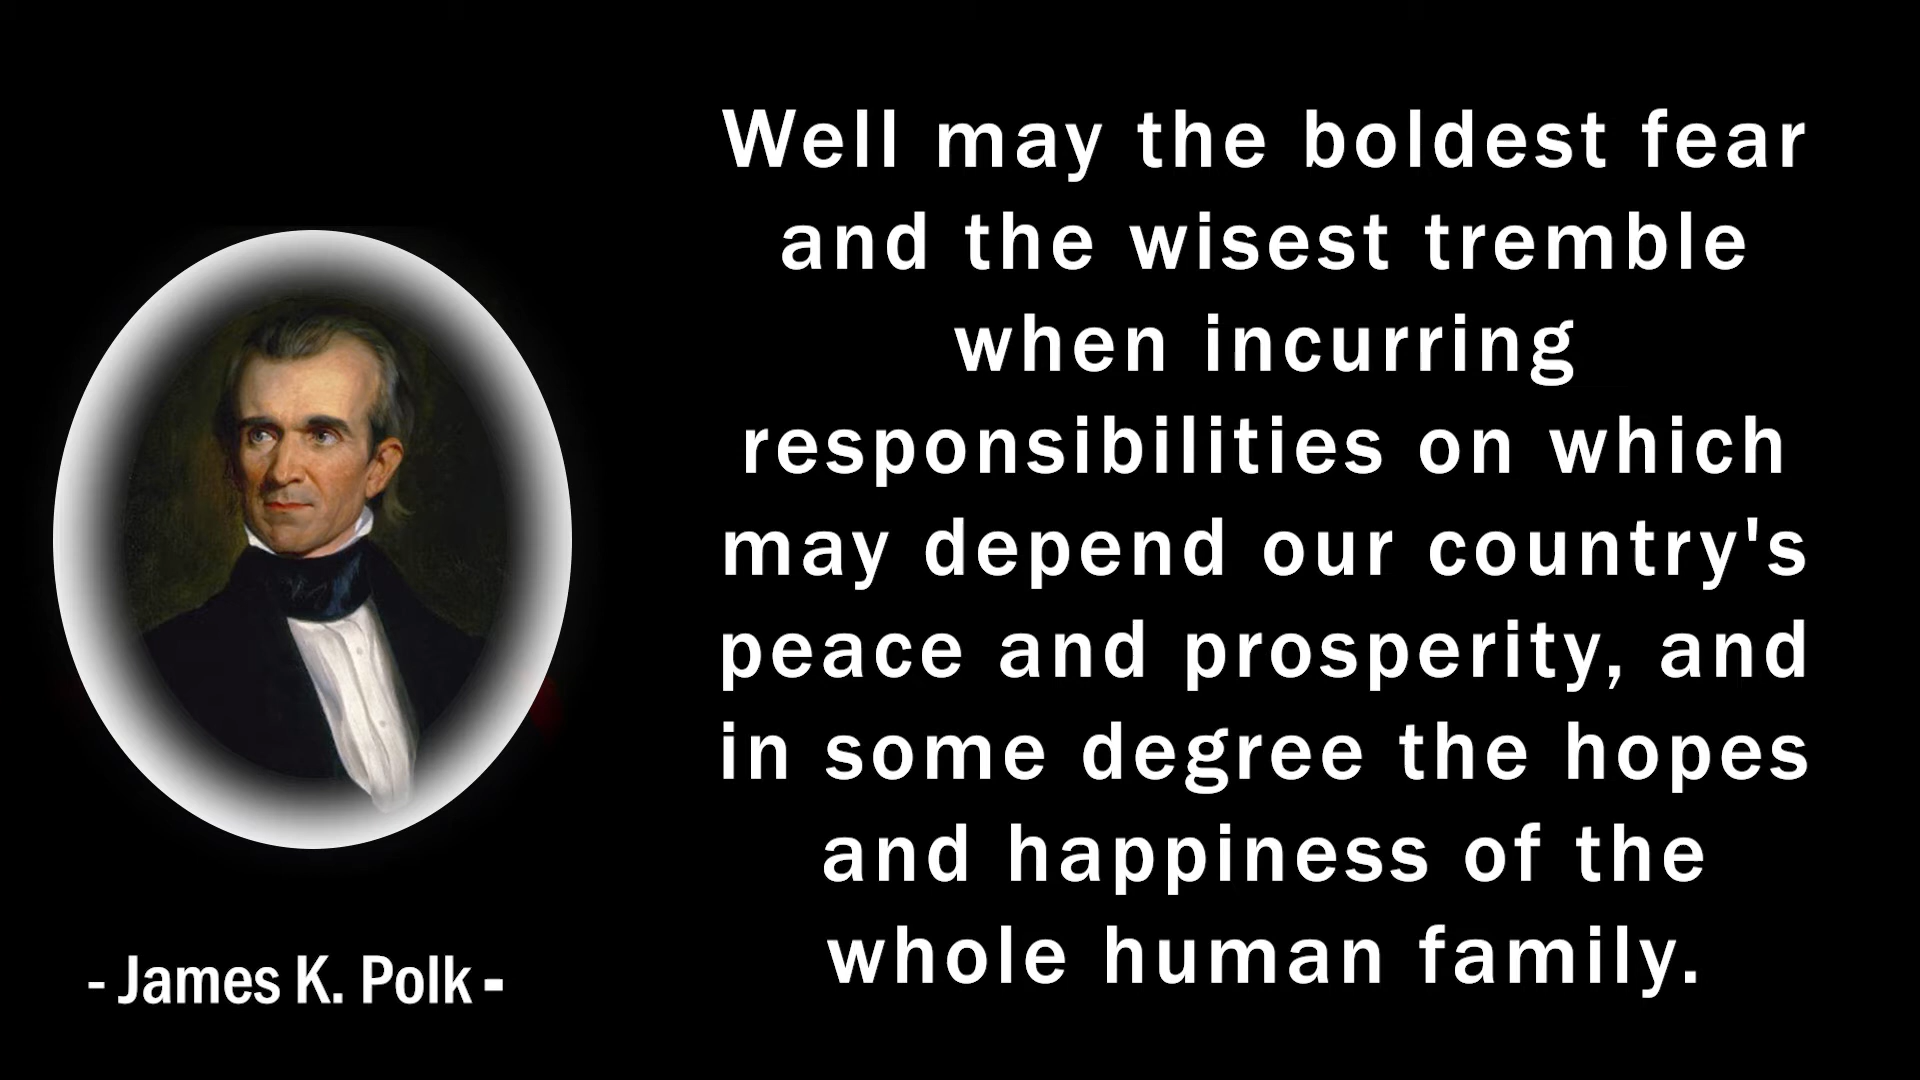 Well may the boldest fear
and the wisest tremble
when incurring
responsibilities on which
may depend our country's
peace and prosperity, and
in some degree the hopes
and happiness of the
whole human family.
- James K. Polk -